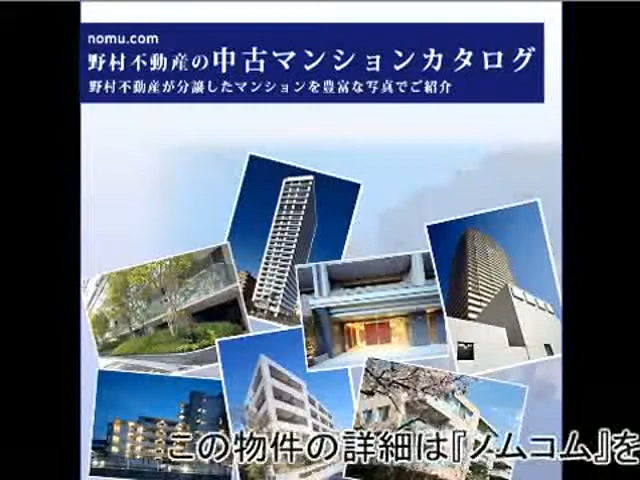 nomu.com
野村不動産の中古マンションカタログ
野村不動産が分譲したマンションを豊富な写真でご紹介
この物件の詳細は『ノムコム』を